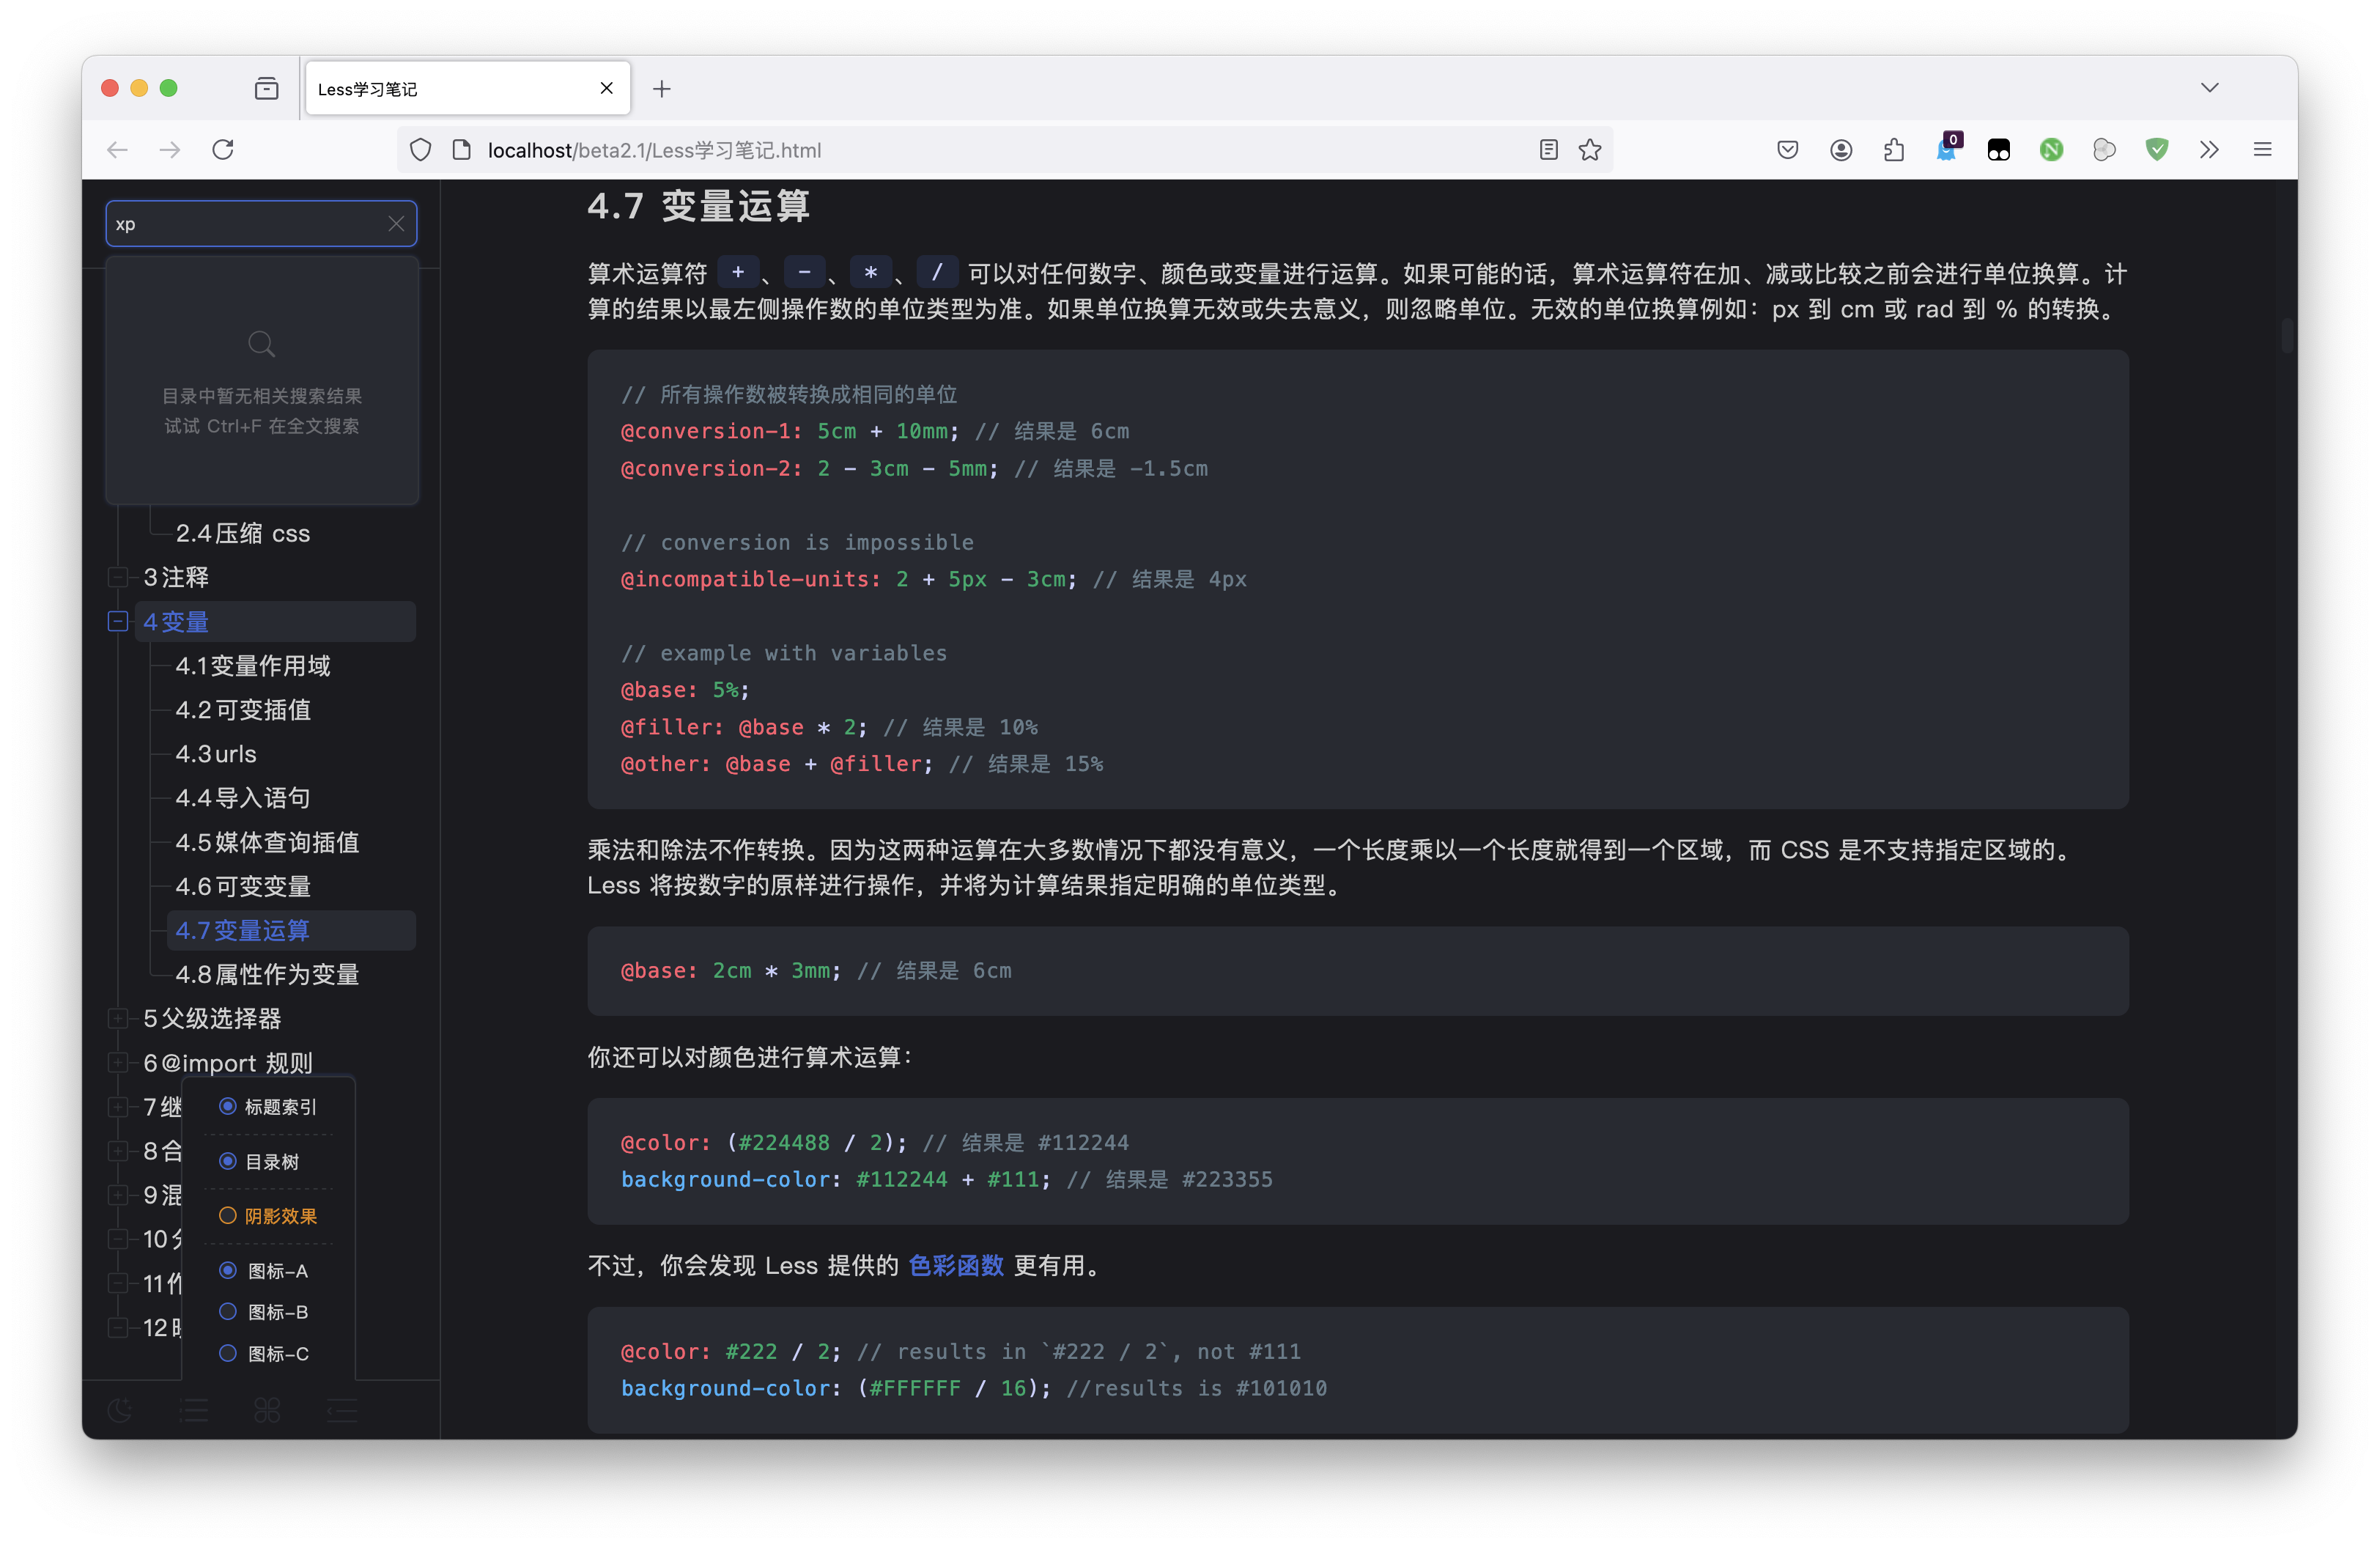 Less学习笔记
localhost/beta2.1/Less学习笔记.html
0
xp
目录中暂无相关搜索结果
试试 Ctrl+F 在全文搜索
2.4压缩 css
3注释
4变量
4.1变量作用域
4.2可变插值
4.3urls
4.4导入语句
4.5媒体查询插值
4.6可变变量
4.7变量运算
4.8属性作为变量
5父级选择器
6@import 规则
7继
8合
9混
10
11作
12
标题索引
目录树
阴影效果
图标-A
图标-B
图标-C
4.7 变量运算
算术运算符 + 、 - 、 * 、 / 可以对任何数字、颜色或变量进行运算。如果可能的话，算术运算符在加、减或比较之前会进行单位换算。计
算的结果以最左侧操作数的单位类型为准。如果单位换算无效或失去意义，则忽略单位。无效的单位换算例如：px 到 cm 或 rad 到 % 的转换。
// 所有操作数被转换成相同的单位
@conversion-1: 5cm + 10mm; // 结果是 6cm
@conversion-2: 2 - 3cm - 5mm; // 结果是 -1.5cm
// conversion is impossible
@incompatible-units: 2 + 5px - 3cm; // 结果是 4px
// example with variables
@base: 5%;
@filler: @base * 2; // 结果是 10%
@other: @base + @filler; // 结果是 15%
乘法和除法不作转换。因为这两种运算在大多数情况下都没有意义，一个长度乘以一个长度就得到一个区域，而 CSS 是不支持指定区域的。
Less 将按数字的原样进行操作，并将为计算结果指定明确的单位类型。
@base: 2cm * 3mm; // 结果是 6cm
你还可以对颜色进行算术运算：
@color: (#224488 / 2); // 结果是 #112244
background-color: #112244 + #111; // 结果是 #223355
不过，你会发现 Less 提供的 色彩函数 更有用。
@color: #222 / 2; // results in `#222 / 2`, not #111
background-color: (#FFFFFF / 16); //results is #101010